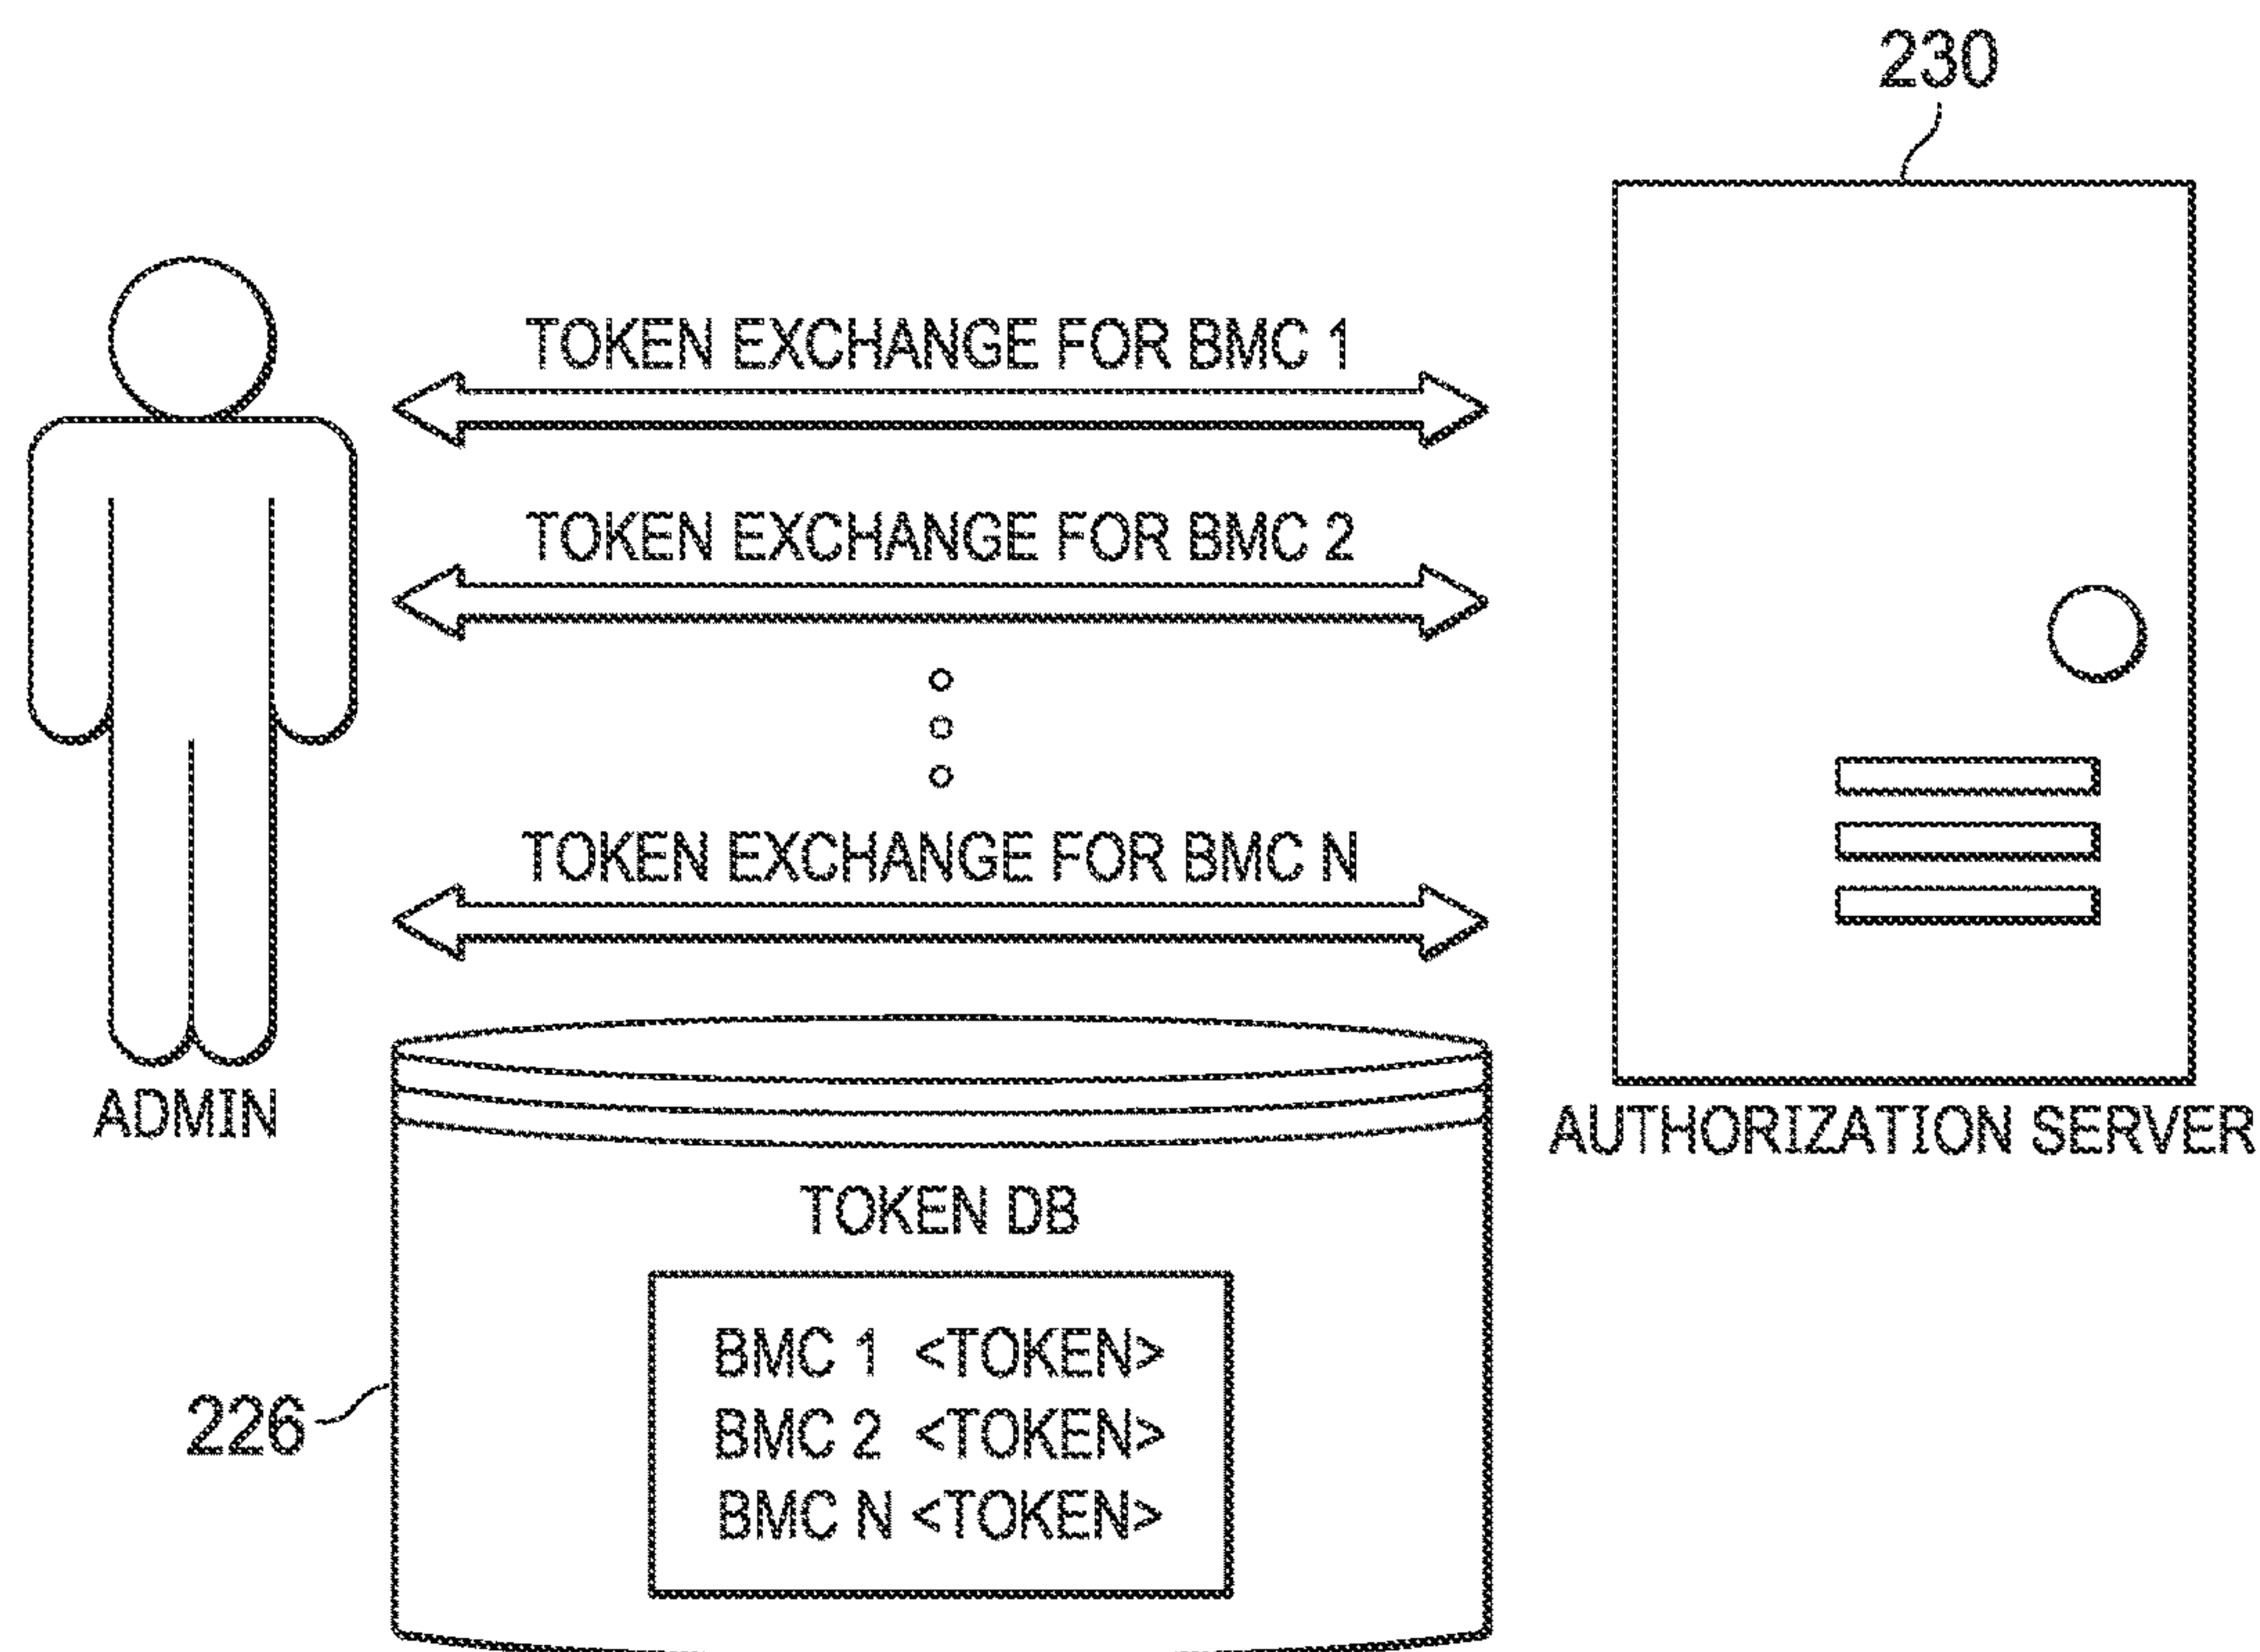 230
TOKEN EXCHANGE FOR BMC 1
TOKEN EXCHANGE FOR BMC 2
TOKEN EXCHANGE FOR BMC N
ADMIN
AUTHORIZATION SERVER
TOKEN DB
BMC 1 <TOKEN>
226
BMC 2 <TOKEN>
BMC N <TOKEN>